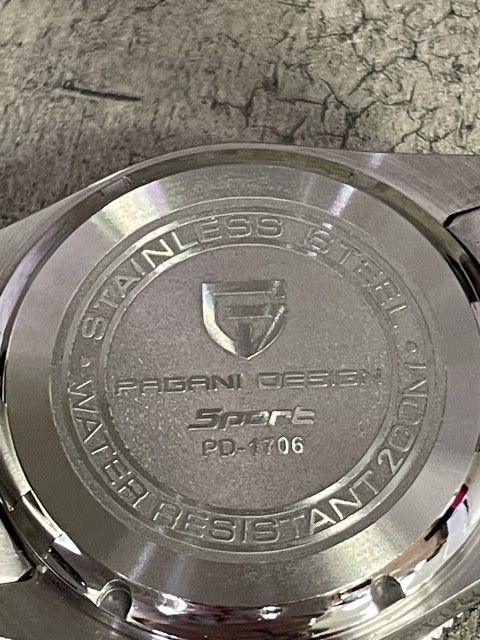 STAINLESS STEEL
PAGANI DESIGN
Sport
PD-1706
WATER RESISTANT 200M